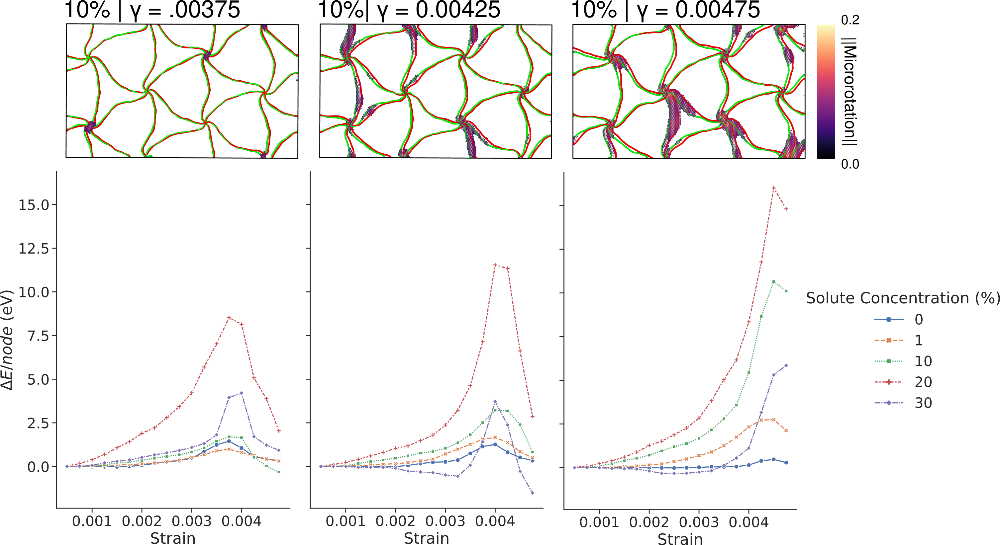 10% | γ = .00375
10%| γ = 0.00425
10% | γ = 0.00475
0.2
||Microrotation||
0.0
15.0
12.5
10.0
7.5
5.0
2.5
0.0
ΔE/node (eV)
0.001 0.002 0.003 0.004
Strain
0.001 0.002 0.003 0.004
Strain
0.001 0.002 0.003 0.004
Strain
Solute Concentration (%)
0
1
10
20
30